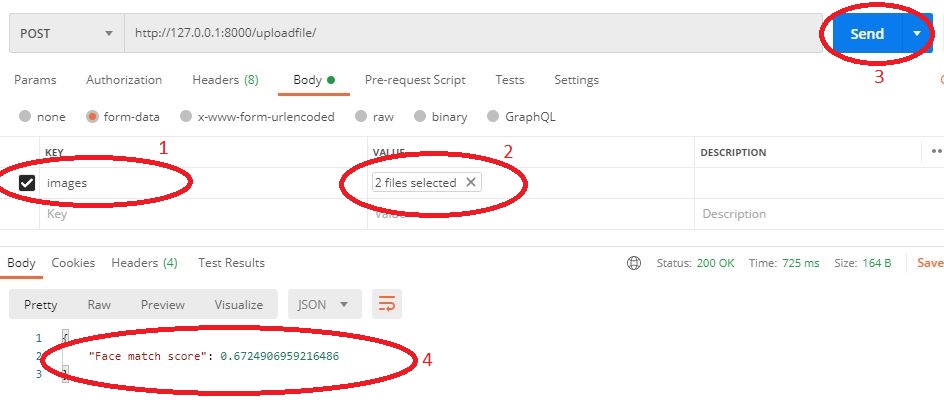 POST http://127.0.0.1:8000/uploadfile/ Send
3
Params Authorization Headers (8) Body Pre-request Script Tests Settings
none form-data x-www-form-urlencoded raw binary GraphQL
1 2
KEY VALUE DESCRIPTION
images 2 files selected
Key Value Description
Body Cookies Headers (4) Test Results Status: 200 OK Time: 725 ms Size: 164 B Save
Pretty Raw Preview Visualize JSON
1 {
2 "Face match score": 0.6724906959216486
3 }
4